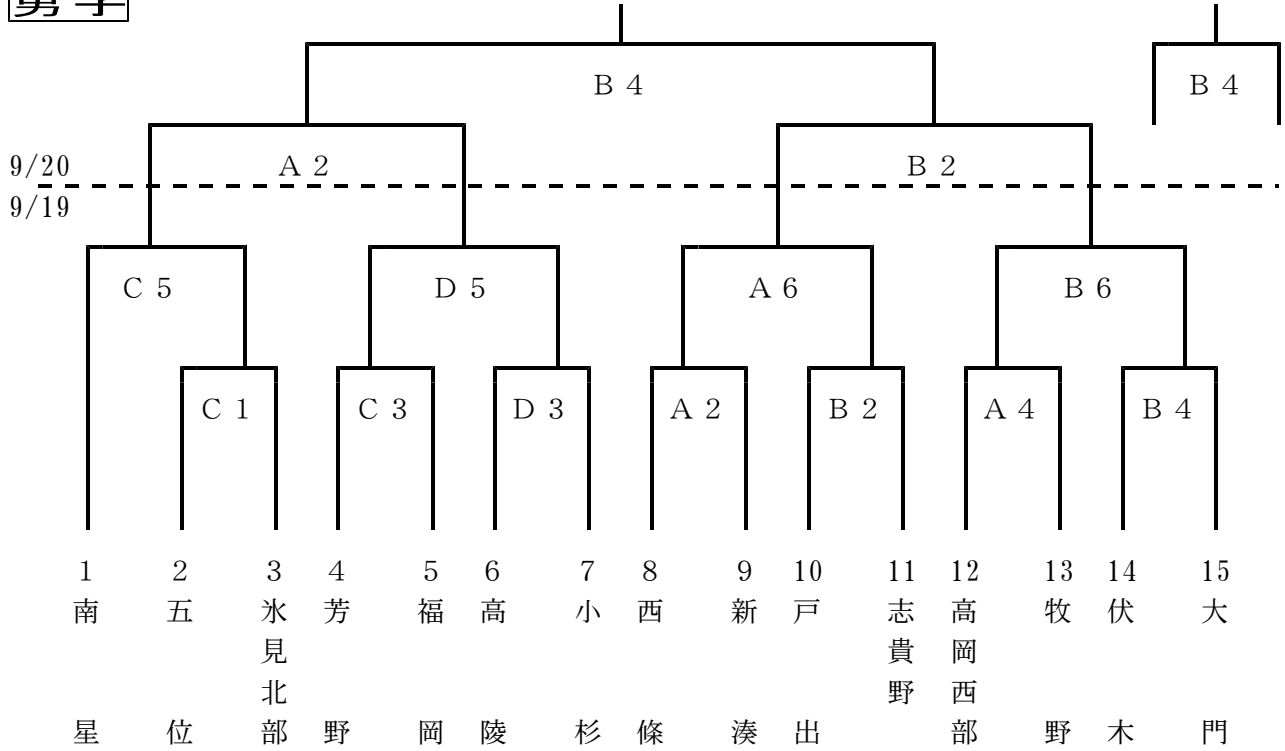 B 4
B 4
9/20
A 2
B 2
9/19
C 5
D 5
A 6
B 6
C 1
C 3
D 3
A 2
B 2
A 4
B 4
1
2
3
4
5
6
7
8
9
10
11
12
13
14
15
南星
五位
氷見北部
芳野
福岡
高陵
小杉
西條
新湊
戸出
志貴野
高岡西部
牧野
伏木
大門